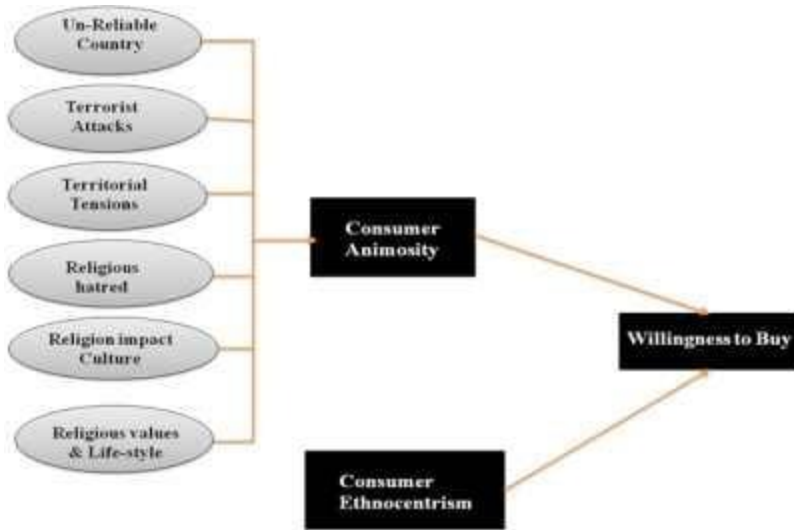 Un-Reliable
Country
Terrorist
Attacks
Territorial
Tensions
Religious
hatred
Religion impact
Culture
Religious values
& Life-style
Consumer
Animosity
Consumer
Ethnocentrism
Willingness to Buy